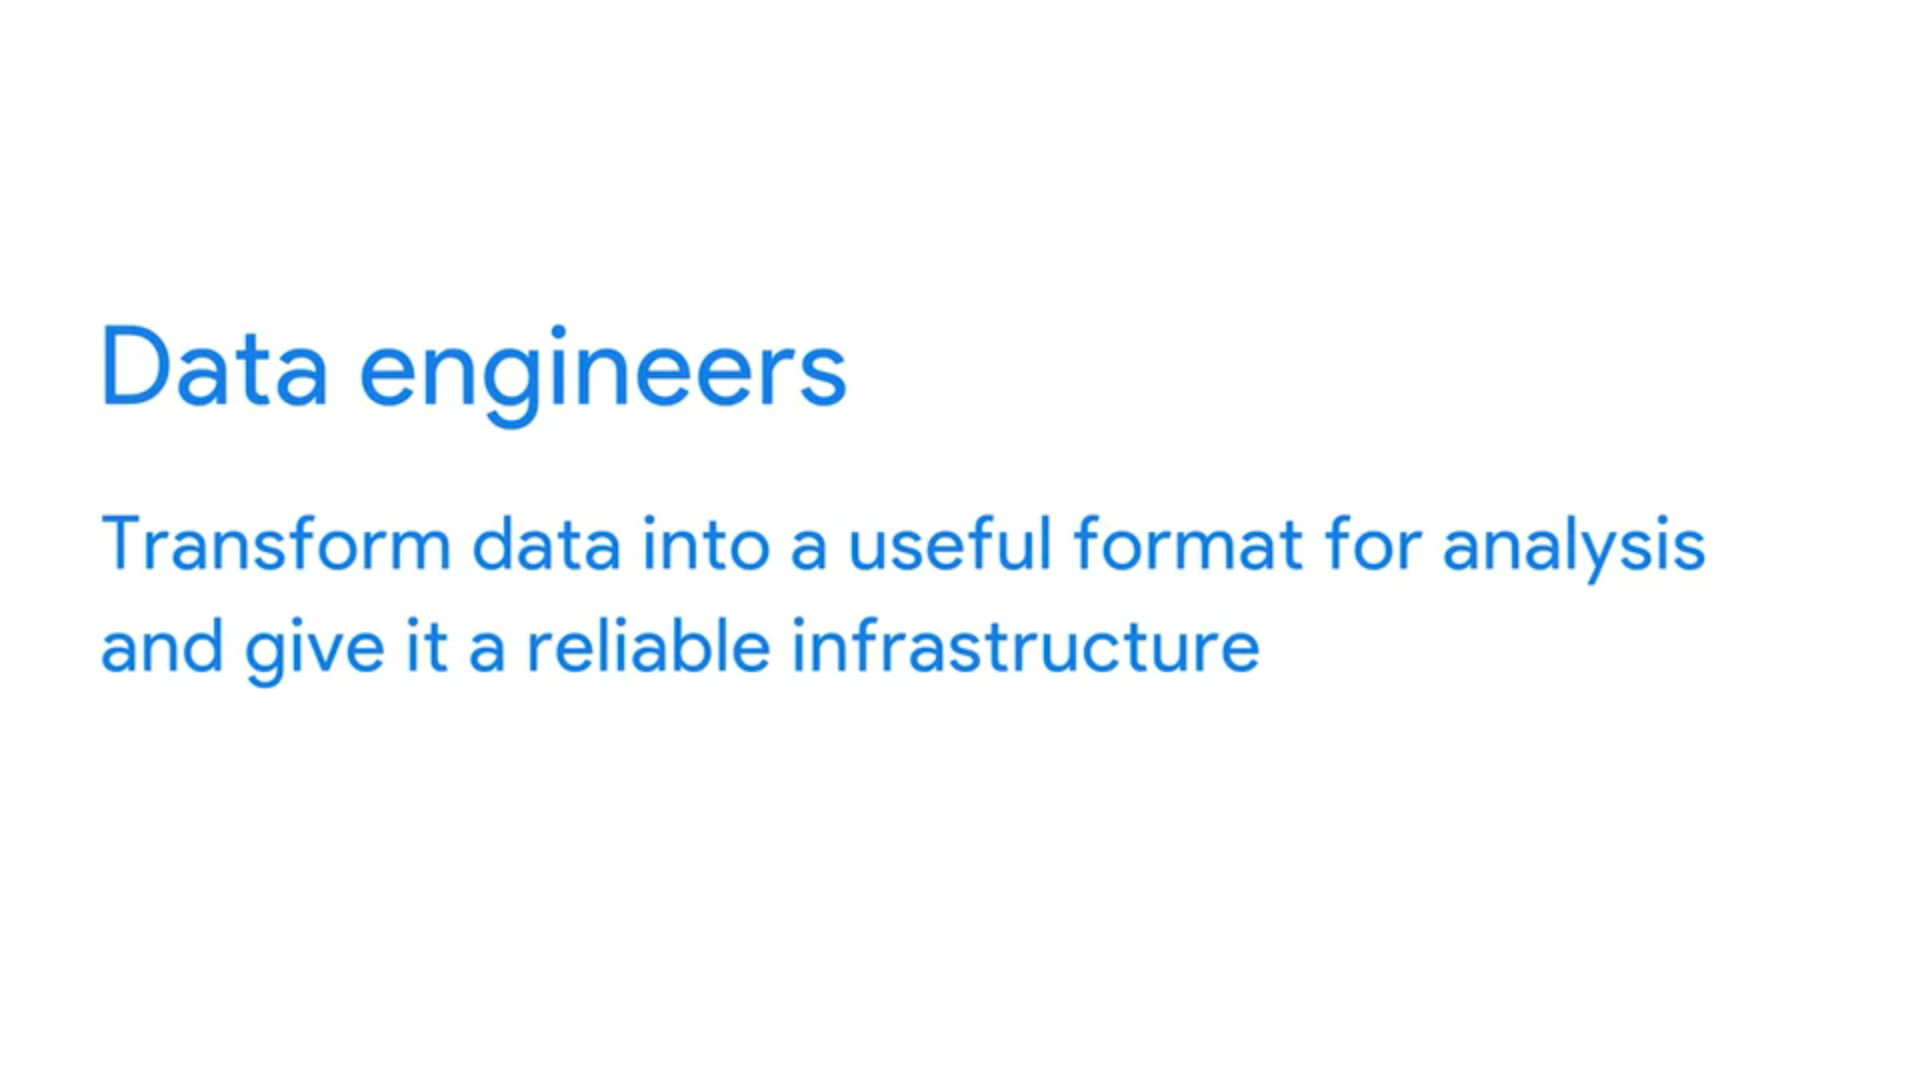 Data engineers
Transform data into a useful format for analysis
and give it a reliable infrastructure